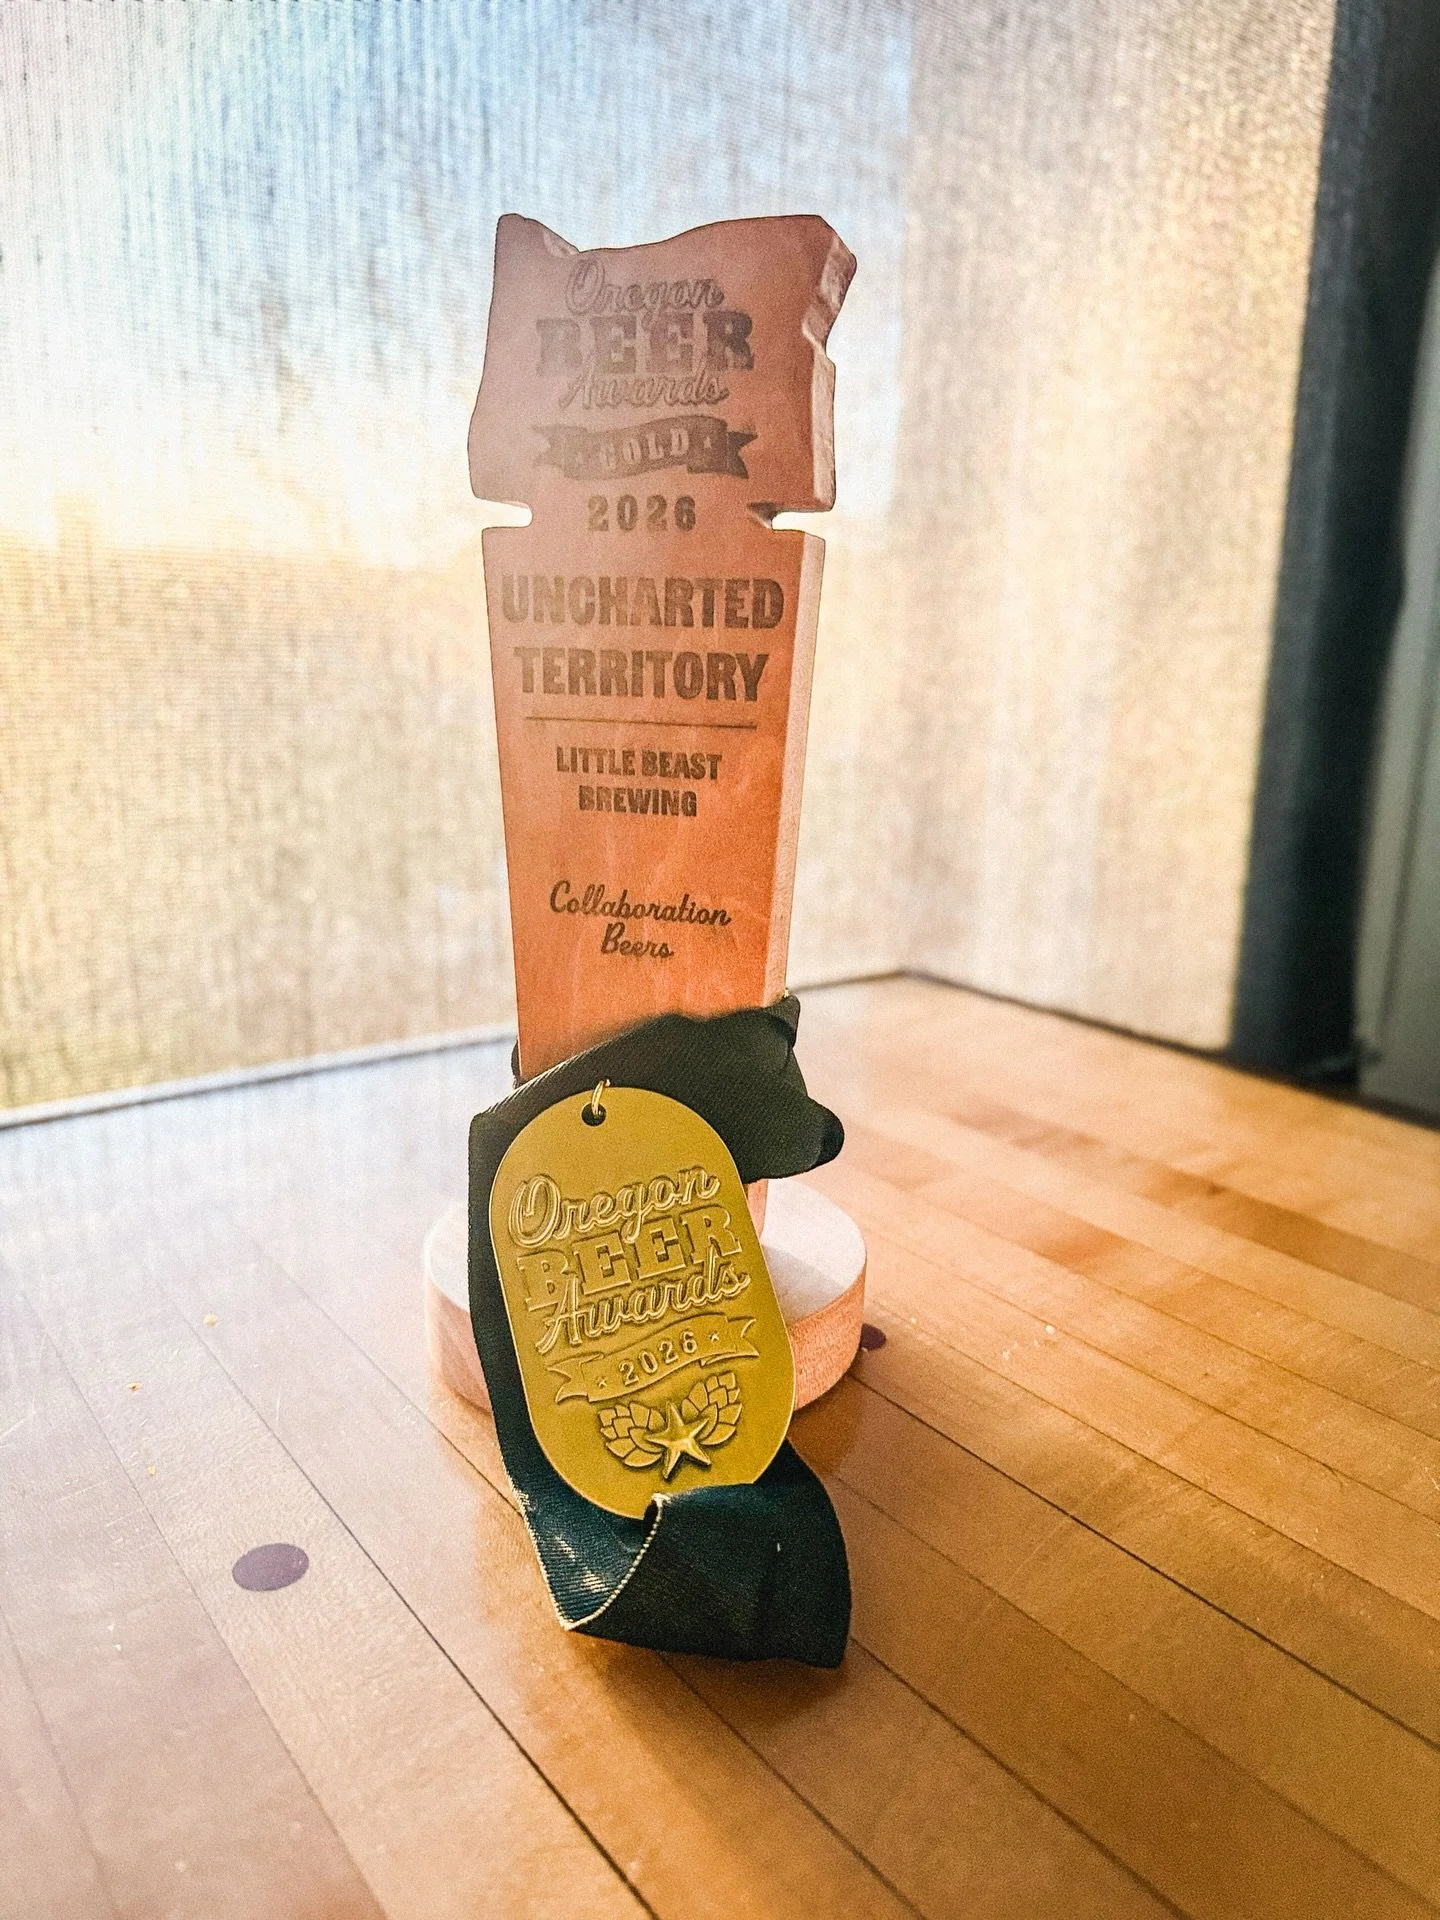 Oregon
BEER
Awards
GOLD
2026
UNCHARTED
TERRITORY
LITTLE BEAST
BREWING
Collaboration
Beers
Oregon
BEER
Awards
2026